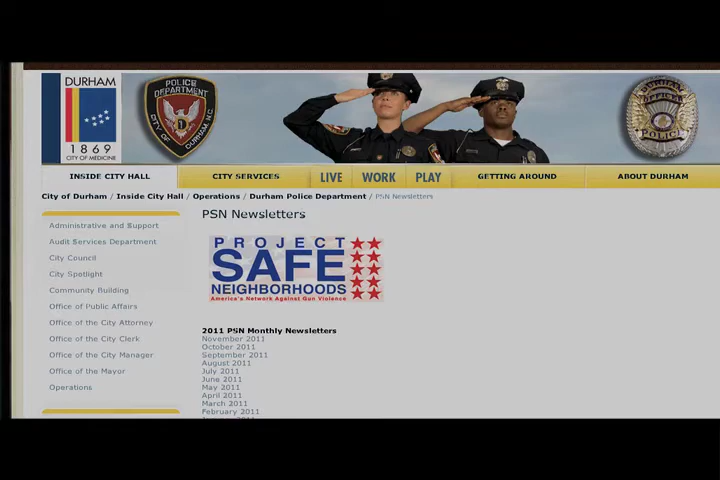 DURHAM
1869
CITY OF MEDICINE
POLICE
DEPARTMENT
CITY OF
DURHAM N.C.
DURHAM
OFFICER
POLICE
INSIDE CITY HALL
CITY SERVICES
LIVE
WORK
PLAY
GETTING AROUND
ABOUT DURHAM
City of Durham / Inside City Hall / Operations / Durham Police Department / PSN Newsletters
PSN Newsletters
Administrative and Support
Audit Services Department
City Council
City Spotlight
Community Building
Office of Public Affairs
Office of the City Attorney
Office of the City Clerk
Office of the City Manager
Office of the Mayor
Operations
PROJECT
SAFE
NEIGHBORHOODS
America's Network Against Gun Violence
2011 PSN Monthly Newsletters
November 2011
October 2011
September 2011
August 2011
July 2011
June 2011
May 2011
April 2011
March 2011
February 2011